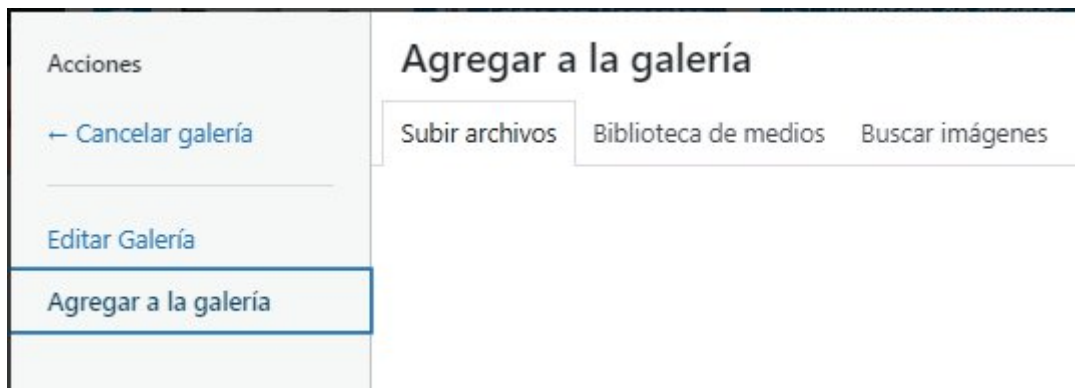 Acciones
← Cancelar galería
Editar Galería
Agregar a la galería
Agregar a la galería
Subir archivos Biblioteca de medios Buscar imágenes